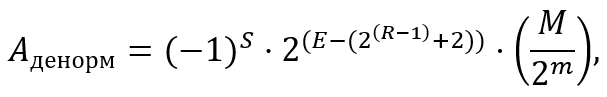 A_денорм = (−1)^S · 2^(E−(2^(R−1)+2)) · (M/2^m),